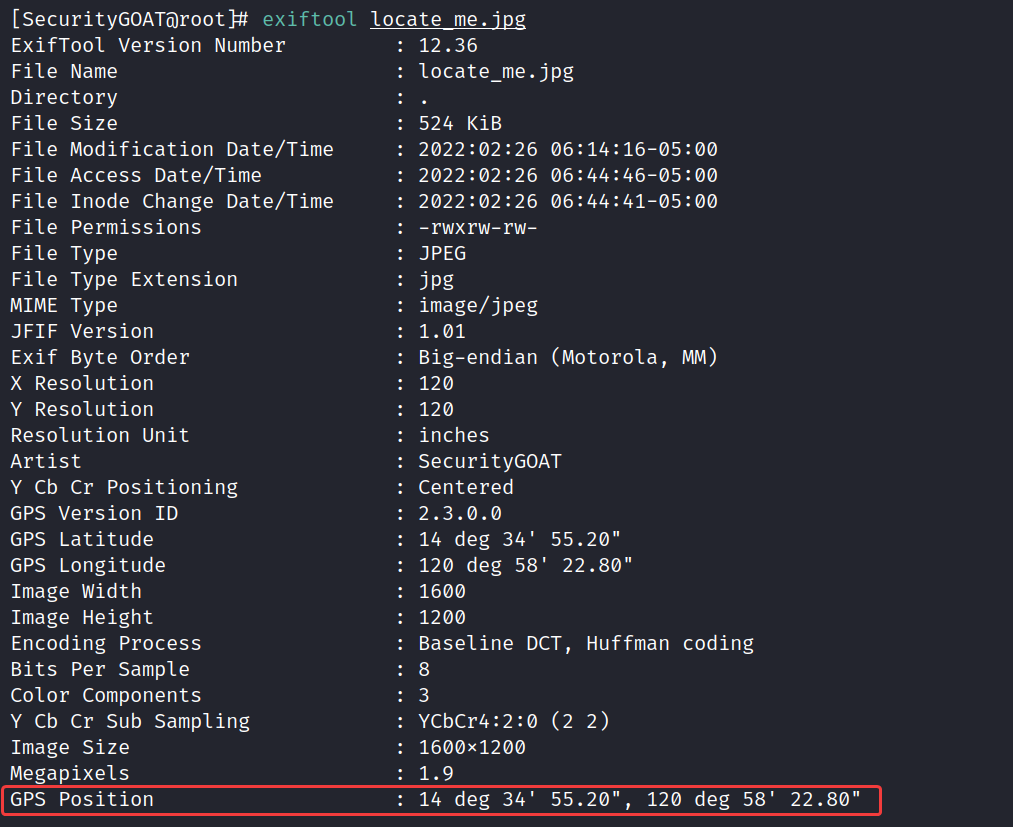 [SecurityGOAT@root]# exiftool locate_me.jpg
ExifTool Version Number : 12.36
File Name : locate_me.jpg
Directory : .
File Size : 524 KiB
File Modification Date/Time : 2022:02:26 06:14:16-05:00
File Access Date/Time : 2022:02:26 06:44:46-05:00
File Inode Change Date/Time : 2022:02:26 06:44:41-05:00
File Permissions : -rwxrw-rw-
File Type : JPEG
File Type Extension : jpg
MIME Type : image/jpeg
JFIF Version : 1.01
Exif Byte Order : Big-endian (Motorola, MM)
X Resolution : 120
Y Resolution : 120
Resolution Unit : inches
Artist : SecurityGOAT
Y Cb Cr Positioning : Centered
GPS Version ID : 2.3.0.0
GPS Latitude : 14 deg 34' 55.20"
GPS Longitude : 120 deg 58' 22.80"
Image Width : 1600
Image Height : 1200
Encoding Process : Baseline DCT, Huffman coding
Bits Per Sample : 8
Color Components : 3
Y Cb Cr Sub Sampling : YCbCr4:2:0 (2 2)
Image Size : 1600×1200
Megapixels : 1.9
GPS Position : 14 deg 34' 55.20", 120 deg 58' 22.80"